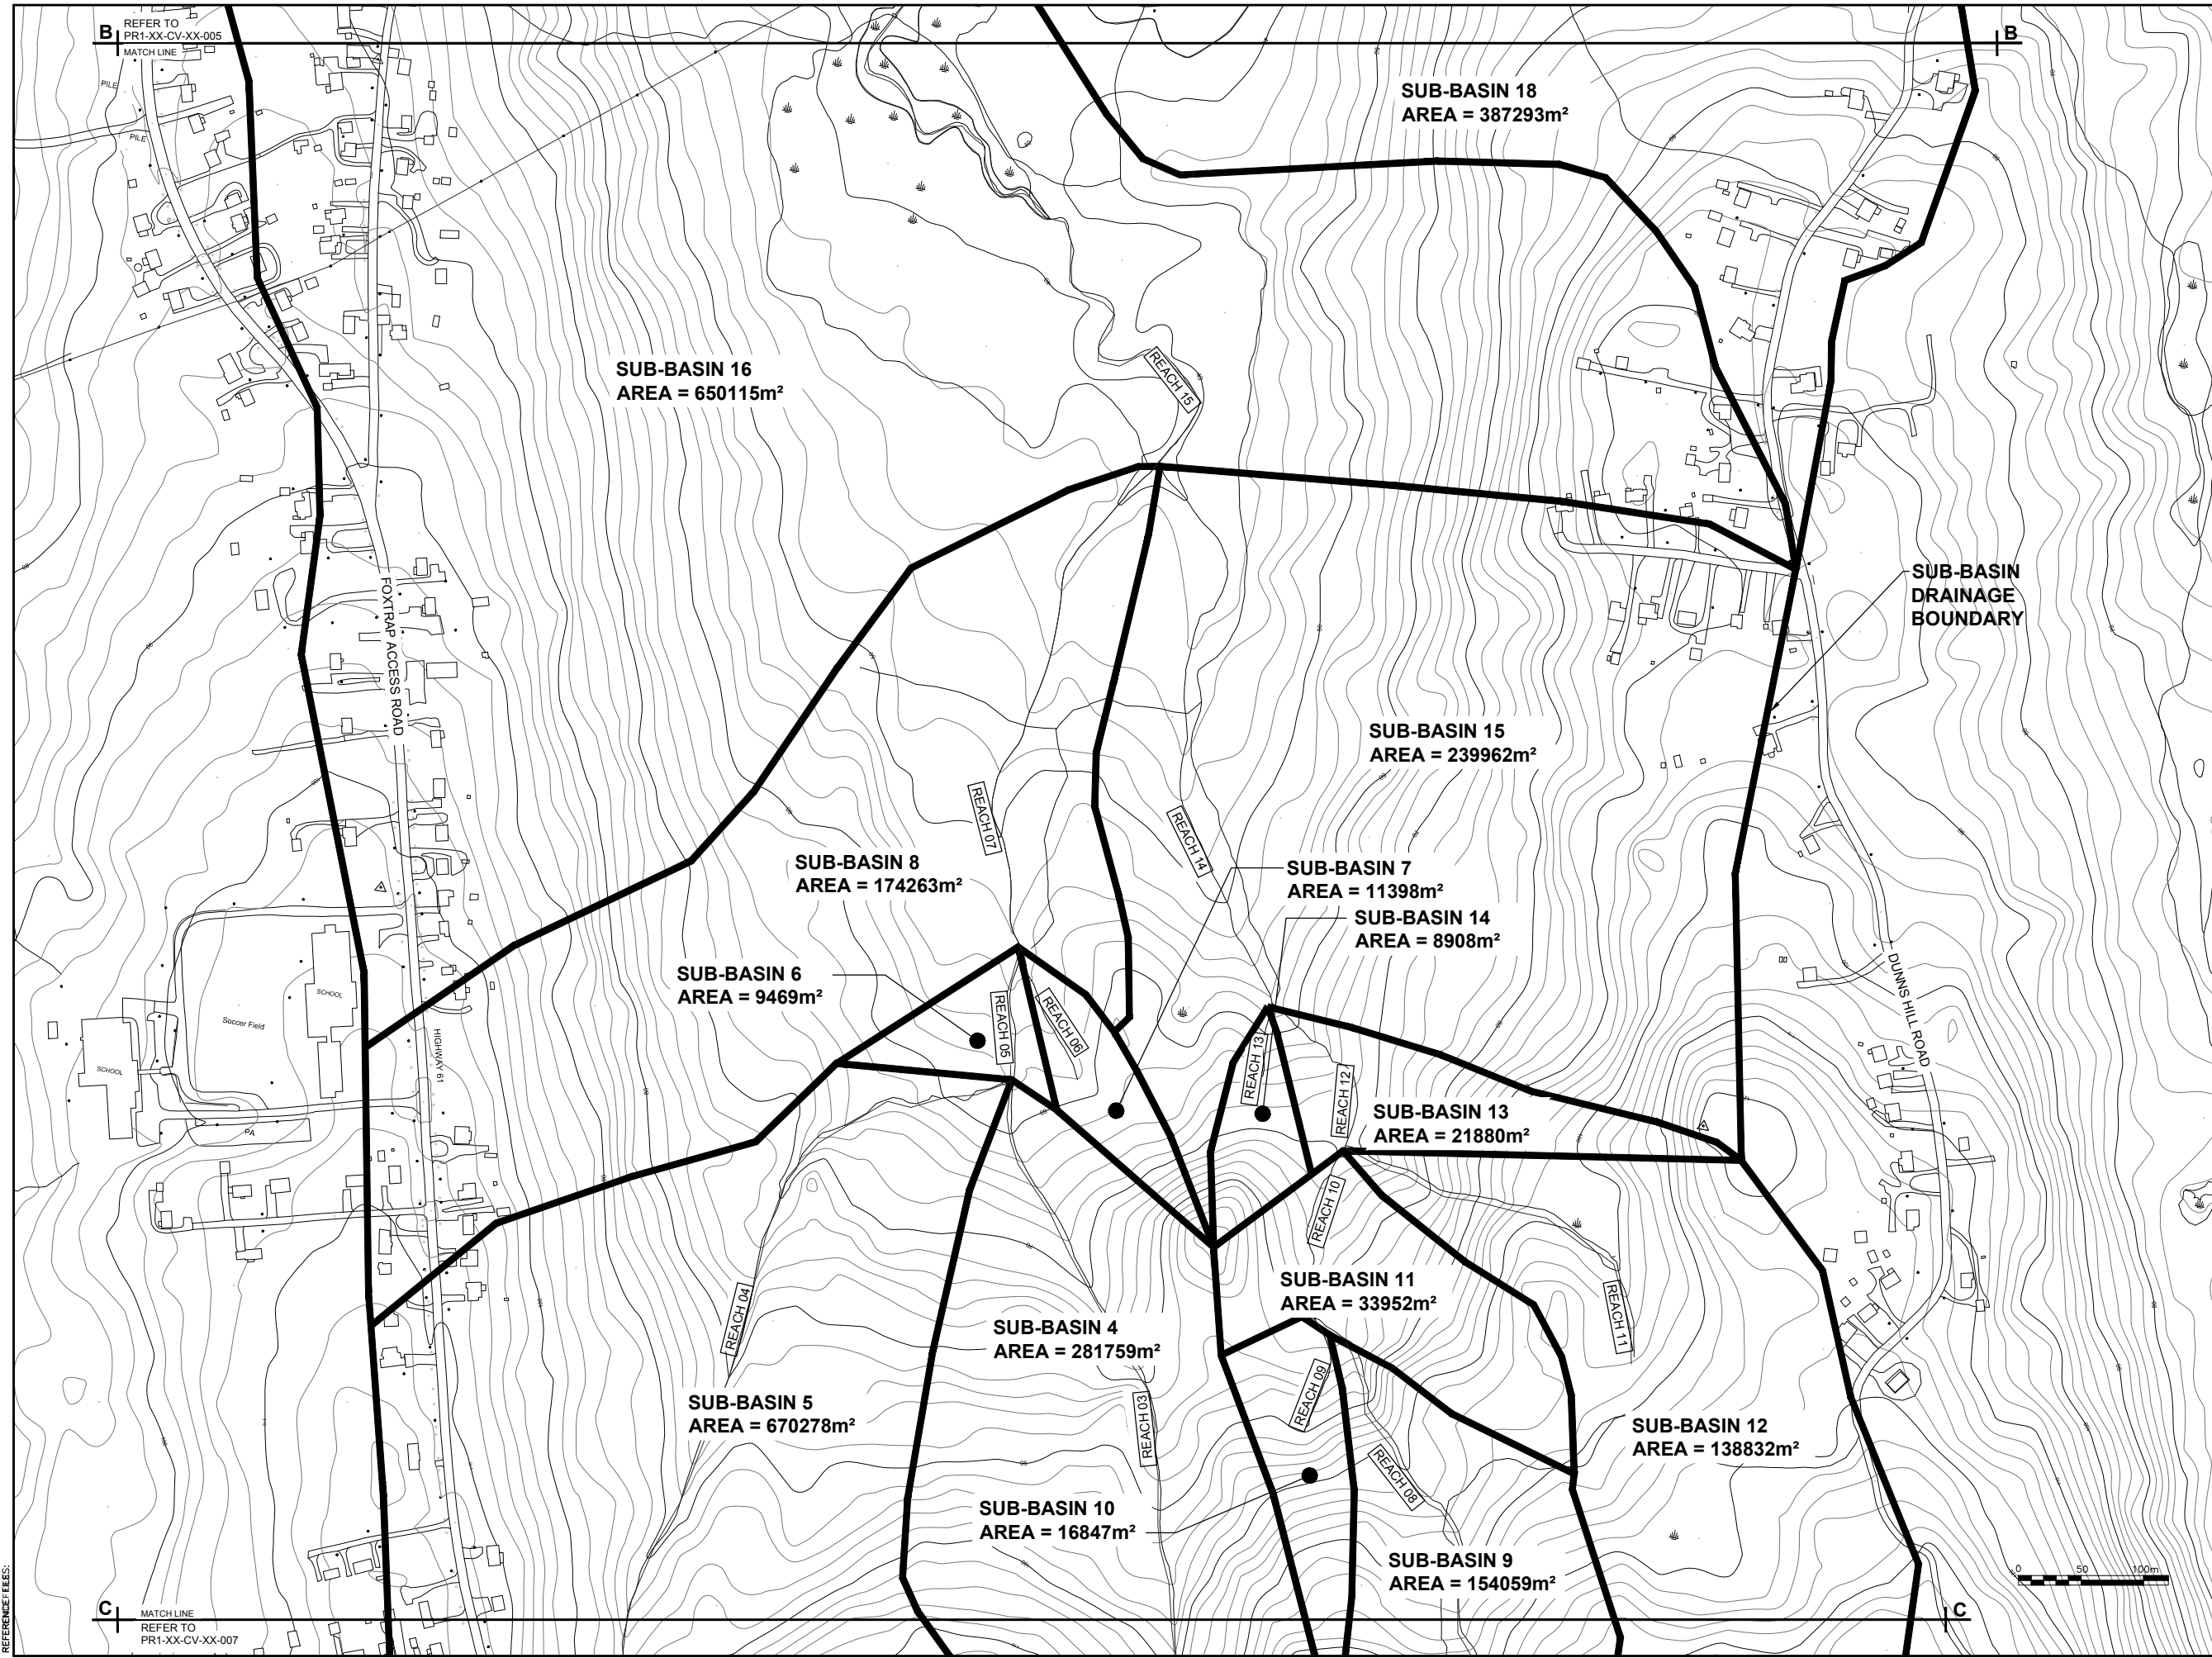 B
REFER TO
PR1-XX-CV-XX-005
MATCH LINE
B
PILE
PILE
SUB-BASIN 18
AREA = 387293m²
SUB-BASIN 16
AREA = 650115m²
REACH 15
FOXTRAP ACCESS ROAD
SUB-BASIN
DRAINAGE
BOUNDARY
SUB-BASIN 15
AREA = 239962m²
REACH 07
REACH 14
SUB-BASIN 8
AREA = 174263m²
SUB-BASIN 7
AREA = 11398m²
SUB-BASIN 14
AREA = 8908m²
SUB-BASIN 6
AREA = 9469m²
REACH 05
REACH 06
REACH 13
REACH 12
SCHOOL
Soccer Field
SCHOOL
PA
HIGHWAY 61
DUNNS HILL ROAD
SUB-BASIN 13
AREA = 21880m²
REACH 10
REACH 11
SUB-BASIN 11
AREA = 33952m²
REACH 04
SUB-BASIN 4
AREA = 281759m²
REACH 03
REACH 09
SUB-BASIN 5
AREA = 670278m²
SUB-BASIN 12
AREA = 138832m²
REACH 08
SUB-BASIN 10
AREA = 16847m²
SUB-BASIN 9
AREA = 154059m²
0 50 100m
C
MATCH LINE
REFER TO
PR1-XX-CV-XX-007
C